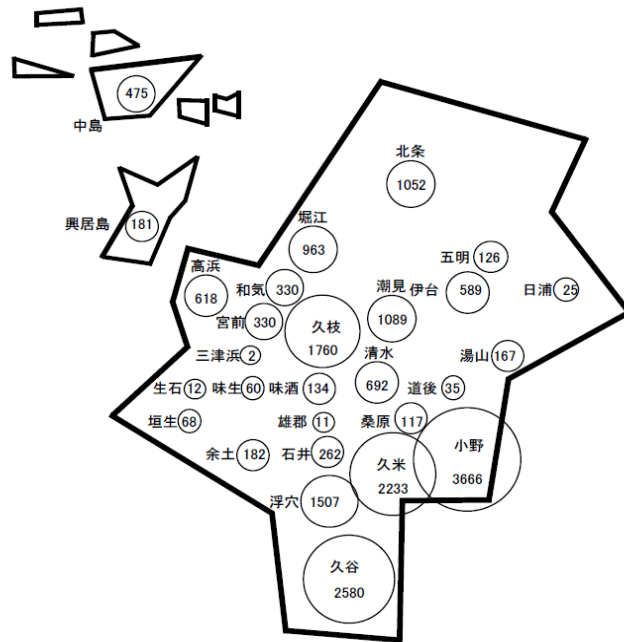 475
中島
興居島
181
北条
1052
堀江
963
五明
126
高浜
618
和気
330
潮見
1089
伊台
589
日浦
25
宮前
330
久枝
1760
三津浜
2
清水
692
湯山
167
生石
12
味生
60
味酒
134
道後
35
垣生
68
雄郡
11
桑原
117
小野
3666
余土
182
石井
262
久米
2233
浮穴
1507
久谷
2580